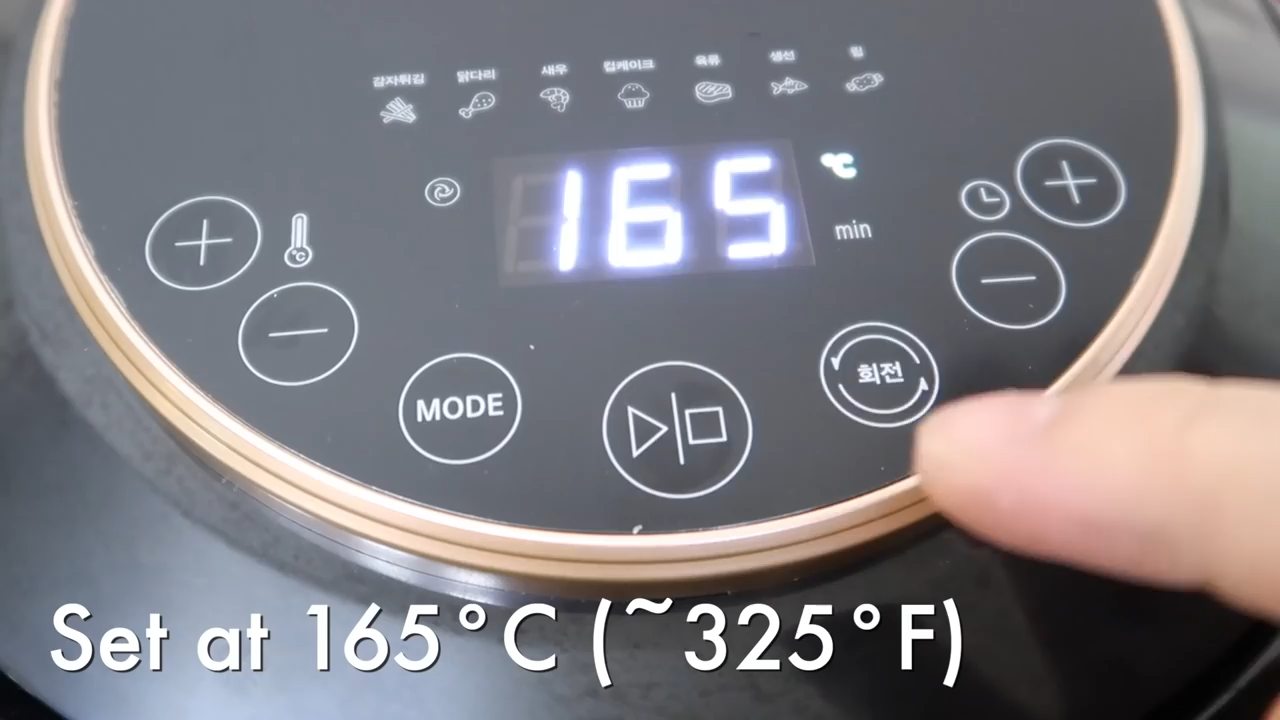 감자튀김 닭다리 새우 컵케이크 육류 생선 윙
165 °C
min
°C
MODE
회전
Set at 165°C (~325°F)